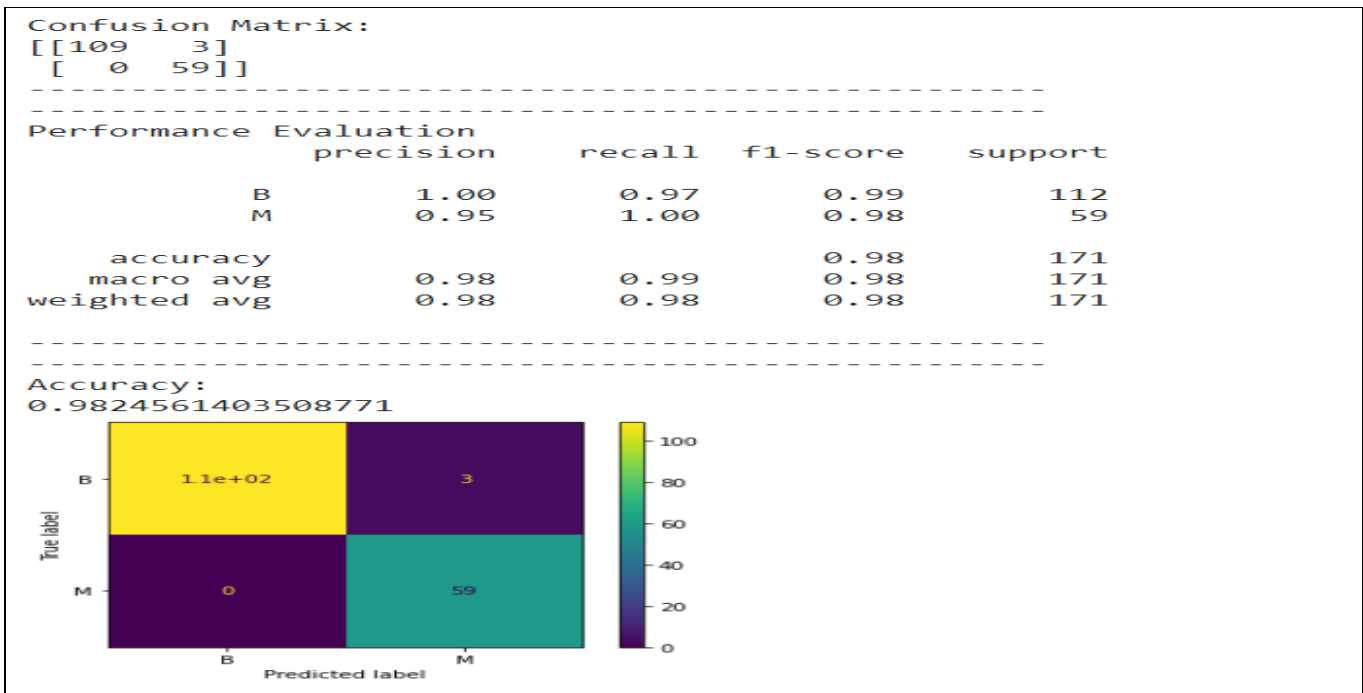 Confusion Matrix:
[[109   3]
 [  0  59]]
- - - - - - - - - - - - - - - - - - - - - - - - - - - - - - - - - - - - - - - - - - - - - - - - - - - - -
- - - - - - - - - - - - - - - - - - - - - - - - - - - - - - - - - - - - - - - - - - - - - - - - - - - - -
Performance Evaluation
precision recall f1-score support
B 1.00 0.97 0.99 112
M 0.95 1.00 0.98 59
accuracy 0.98 171
macro avg 0.98 0.99 0.98 171
weighted avg 0.98 0.98 0.98 171
- - - - - - - - - - - - - - - - - - - - - - - - - - - - - - - - - - - - - - - - - - - - - - - - - - - - -
- - - - - - - - - - - - - - - - - - - - - - - - - - - - - - - - - - - - - - - - - - - - - - - - - - - - -
Accuracy:
0.9824561403508771
100
B 1.1e+02 3 80
True label
60
40
M 0 59
20
0
B M
Predicted label